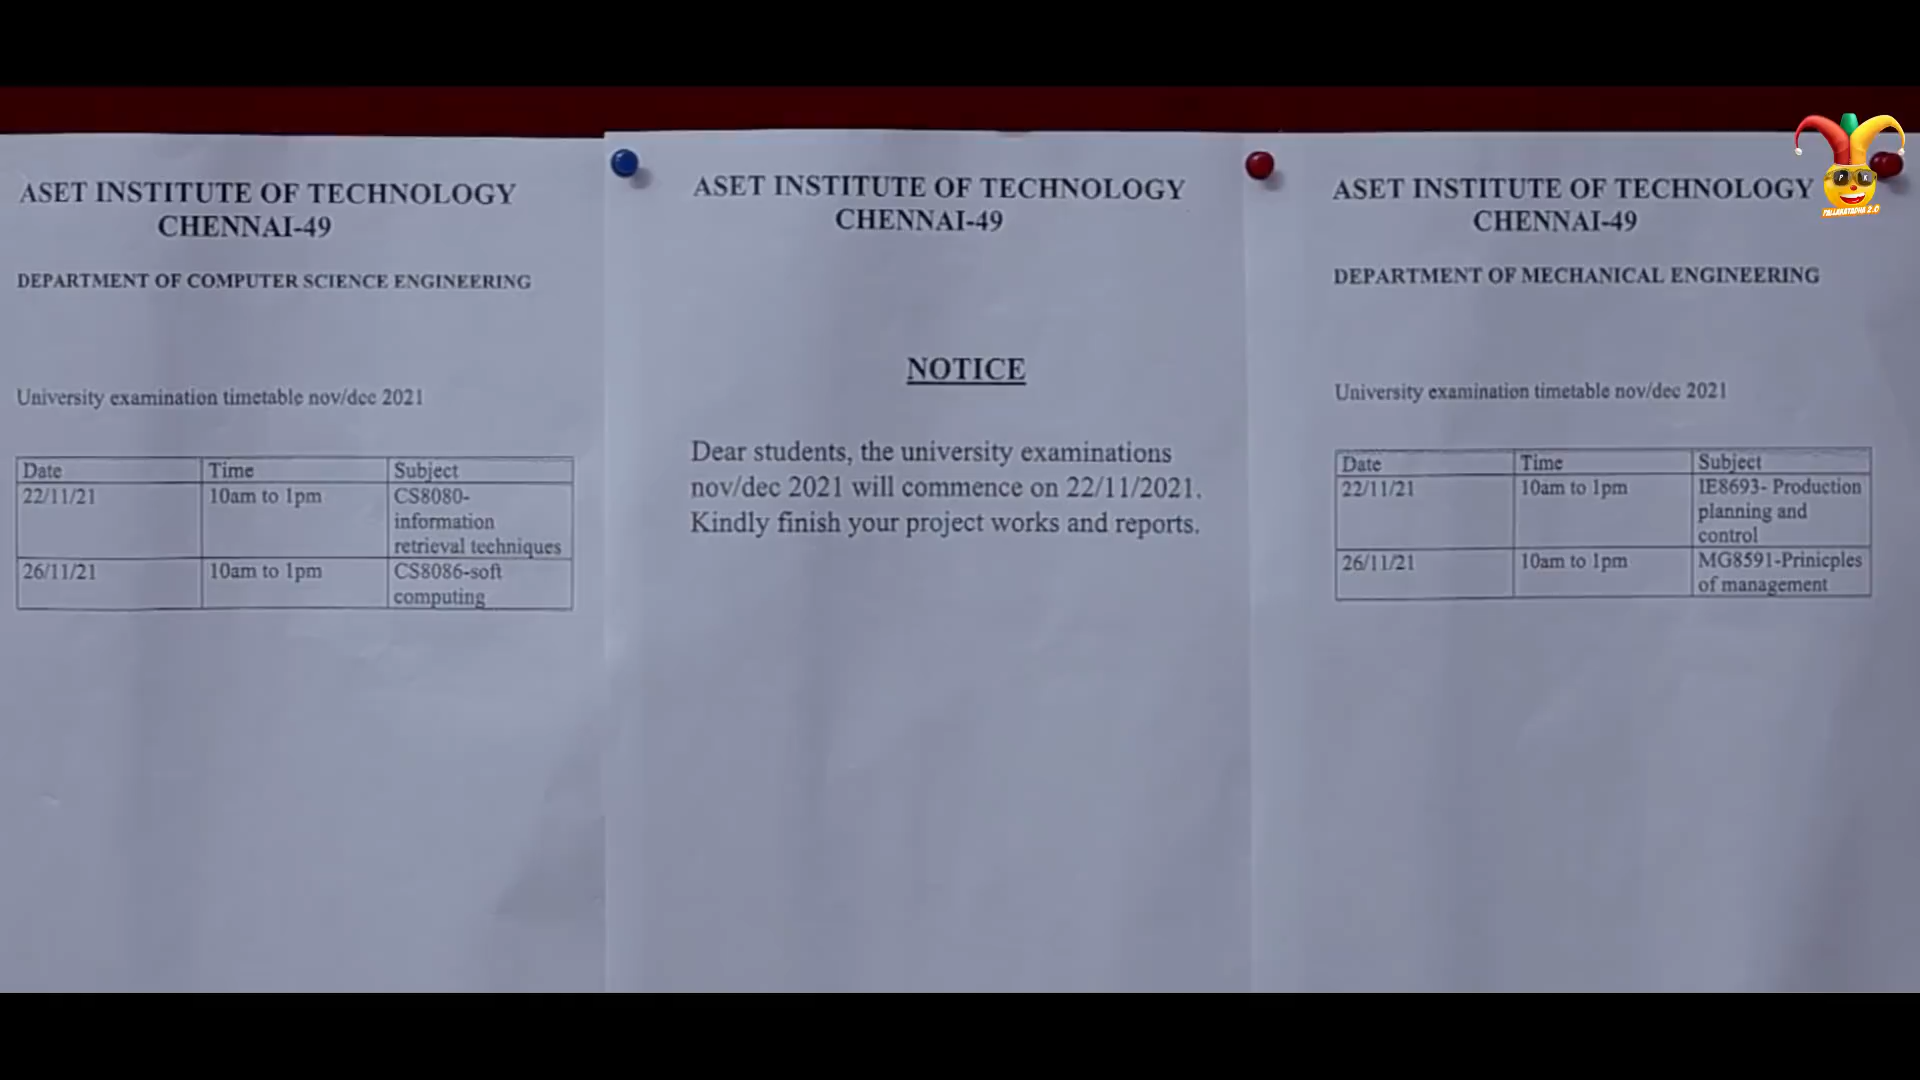 ASET INSTITUTE OF TECHNOLOGY
CHENNAI-49
DEPARTMENT OF COMPUTER SCIENCE ENGINEERING
University examination timetable nov/dec 2021
Date Time Subject
22/11/21 10am to 1pm CS8080-
information
retrieval techniques
26/11/21 10am to 1pm CS8086-soft
computing
ASET INSTITUTE OF TECHNOLOGY
CHENNAI-49
NOTICE
Dear students, the university examinations
nov/dec 2021 will commence on 22/11/2021.
Kindly finish your project works and reports.
ASET INSTITUTE OF TECHNOLOGY
CHENNAI-49
DEPARTMENT OF MECHANICAL ENGINEERING
University examination timetable nov/dec 2021
Date Time Subject
22/11/21 10am to 1pm IE8693- Production
planning and
control
26/11/21 10am to 1pm MG8591-Prinicples
of management
P K
PALLAKATADHA 2.0